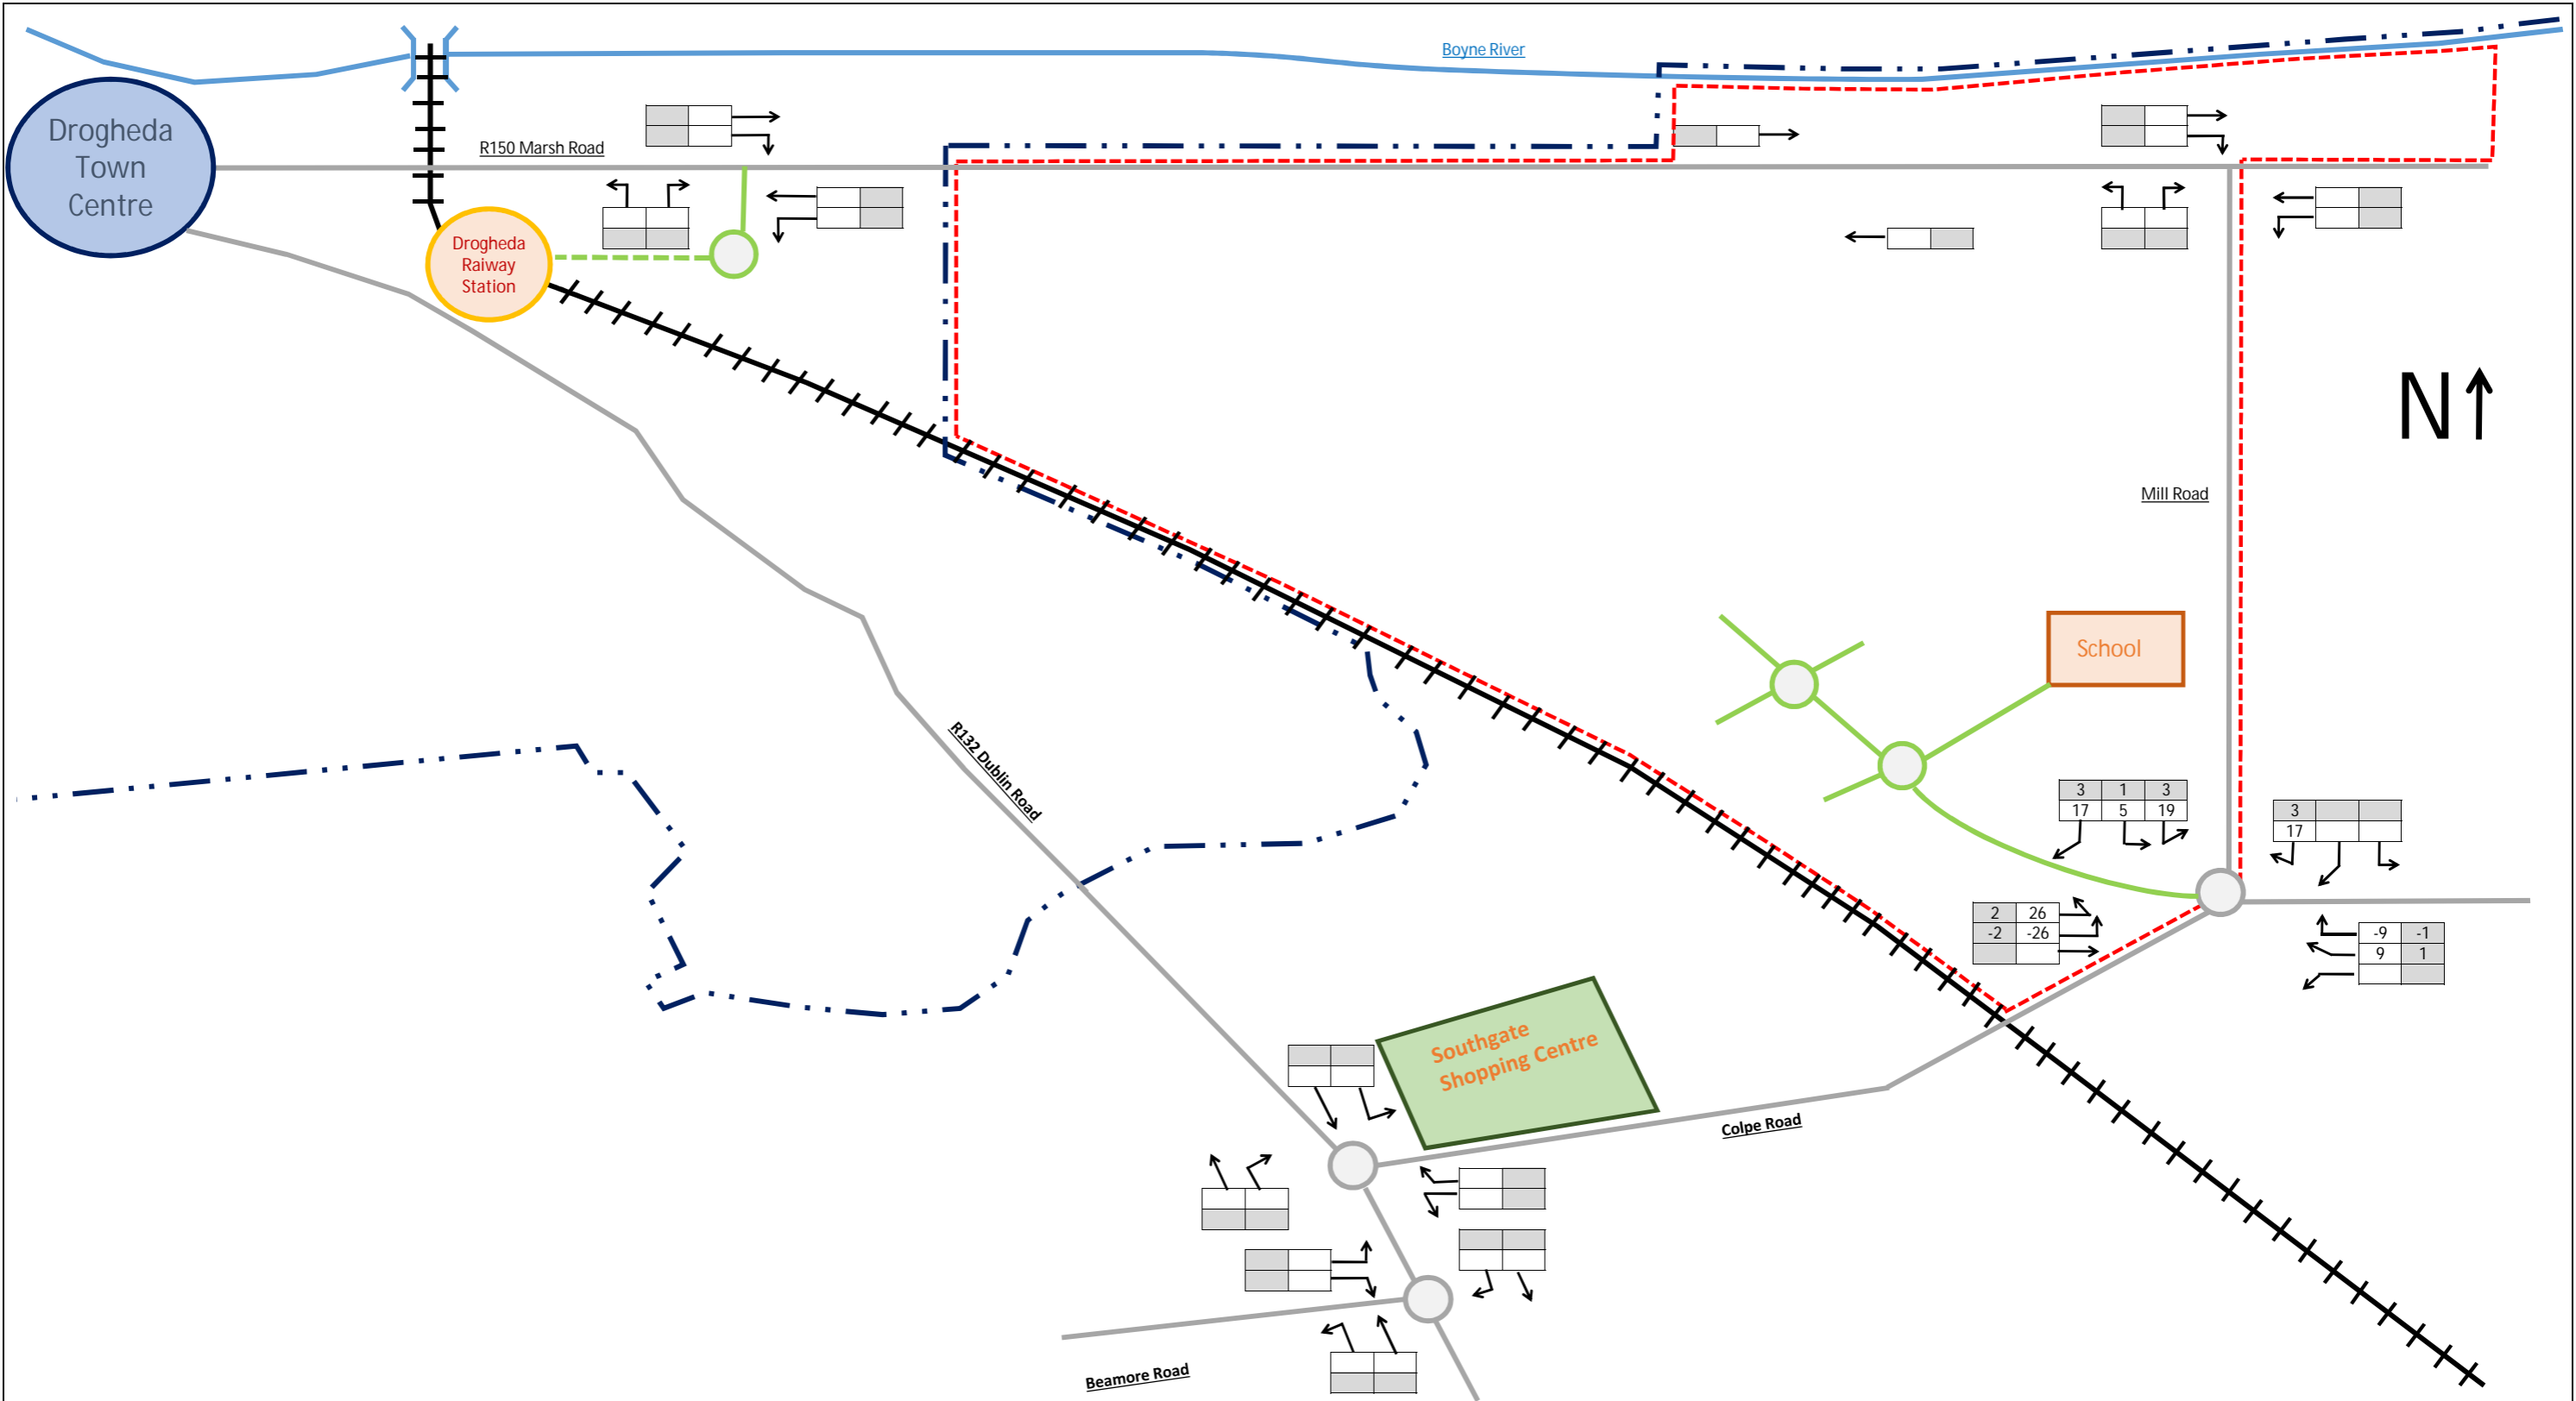 Boyne River
Drogheda
Town
Centre
R150 Marsh Road
Drogheda
Raiway
Station
N
Mill Road
School
R132 Dublin Road
3 1 3
17 5 19
3
17
2 26
-2 -26
-9 -1
9 1
Southgate
Shopping Centre
Colpe Road
Beamore Road